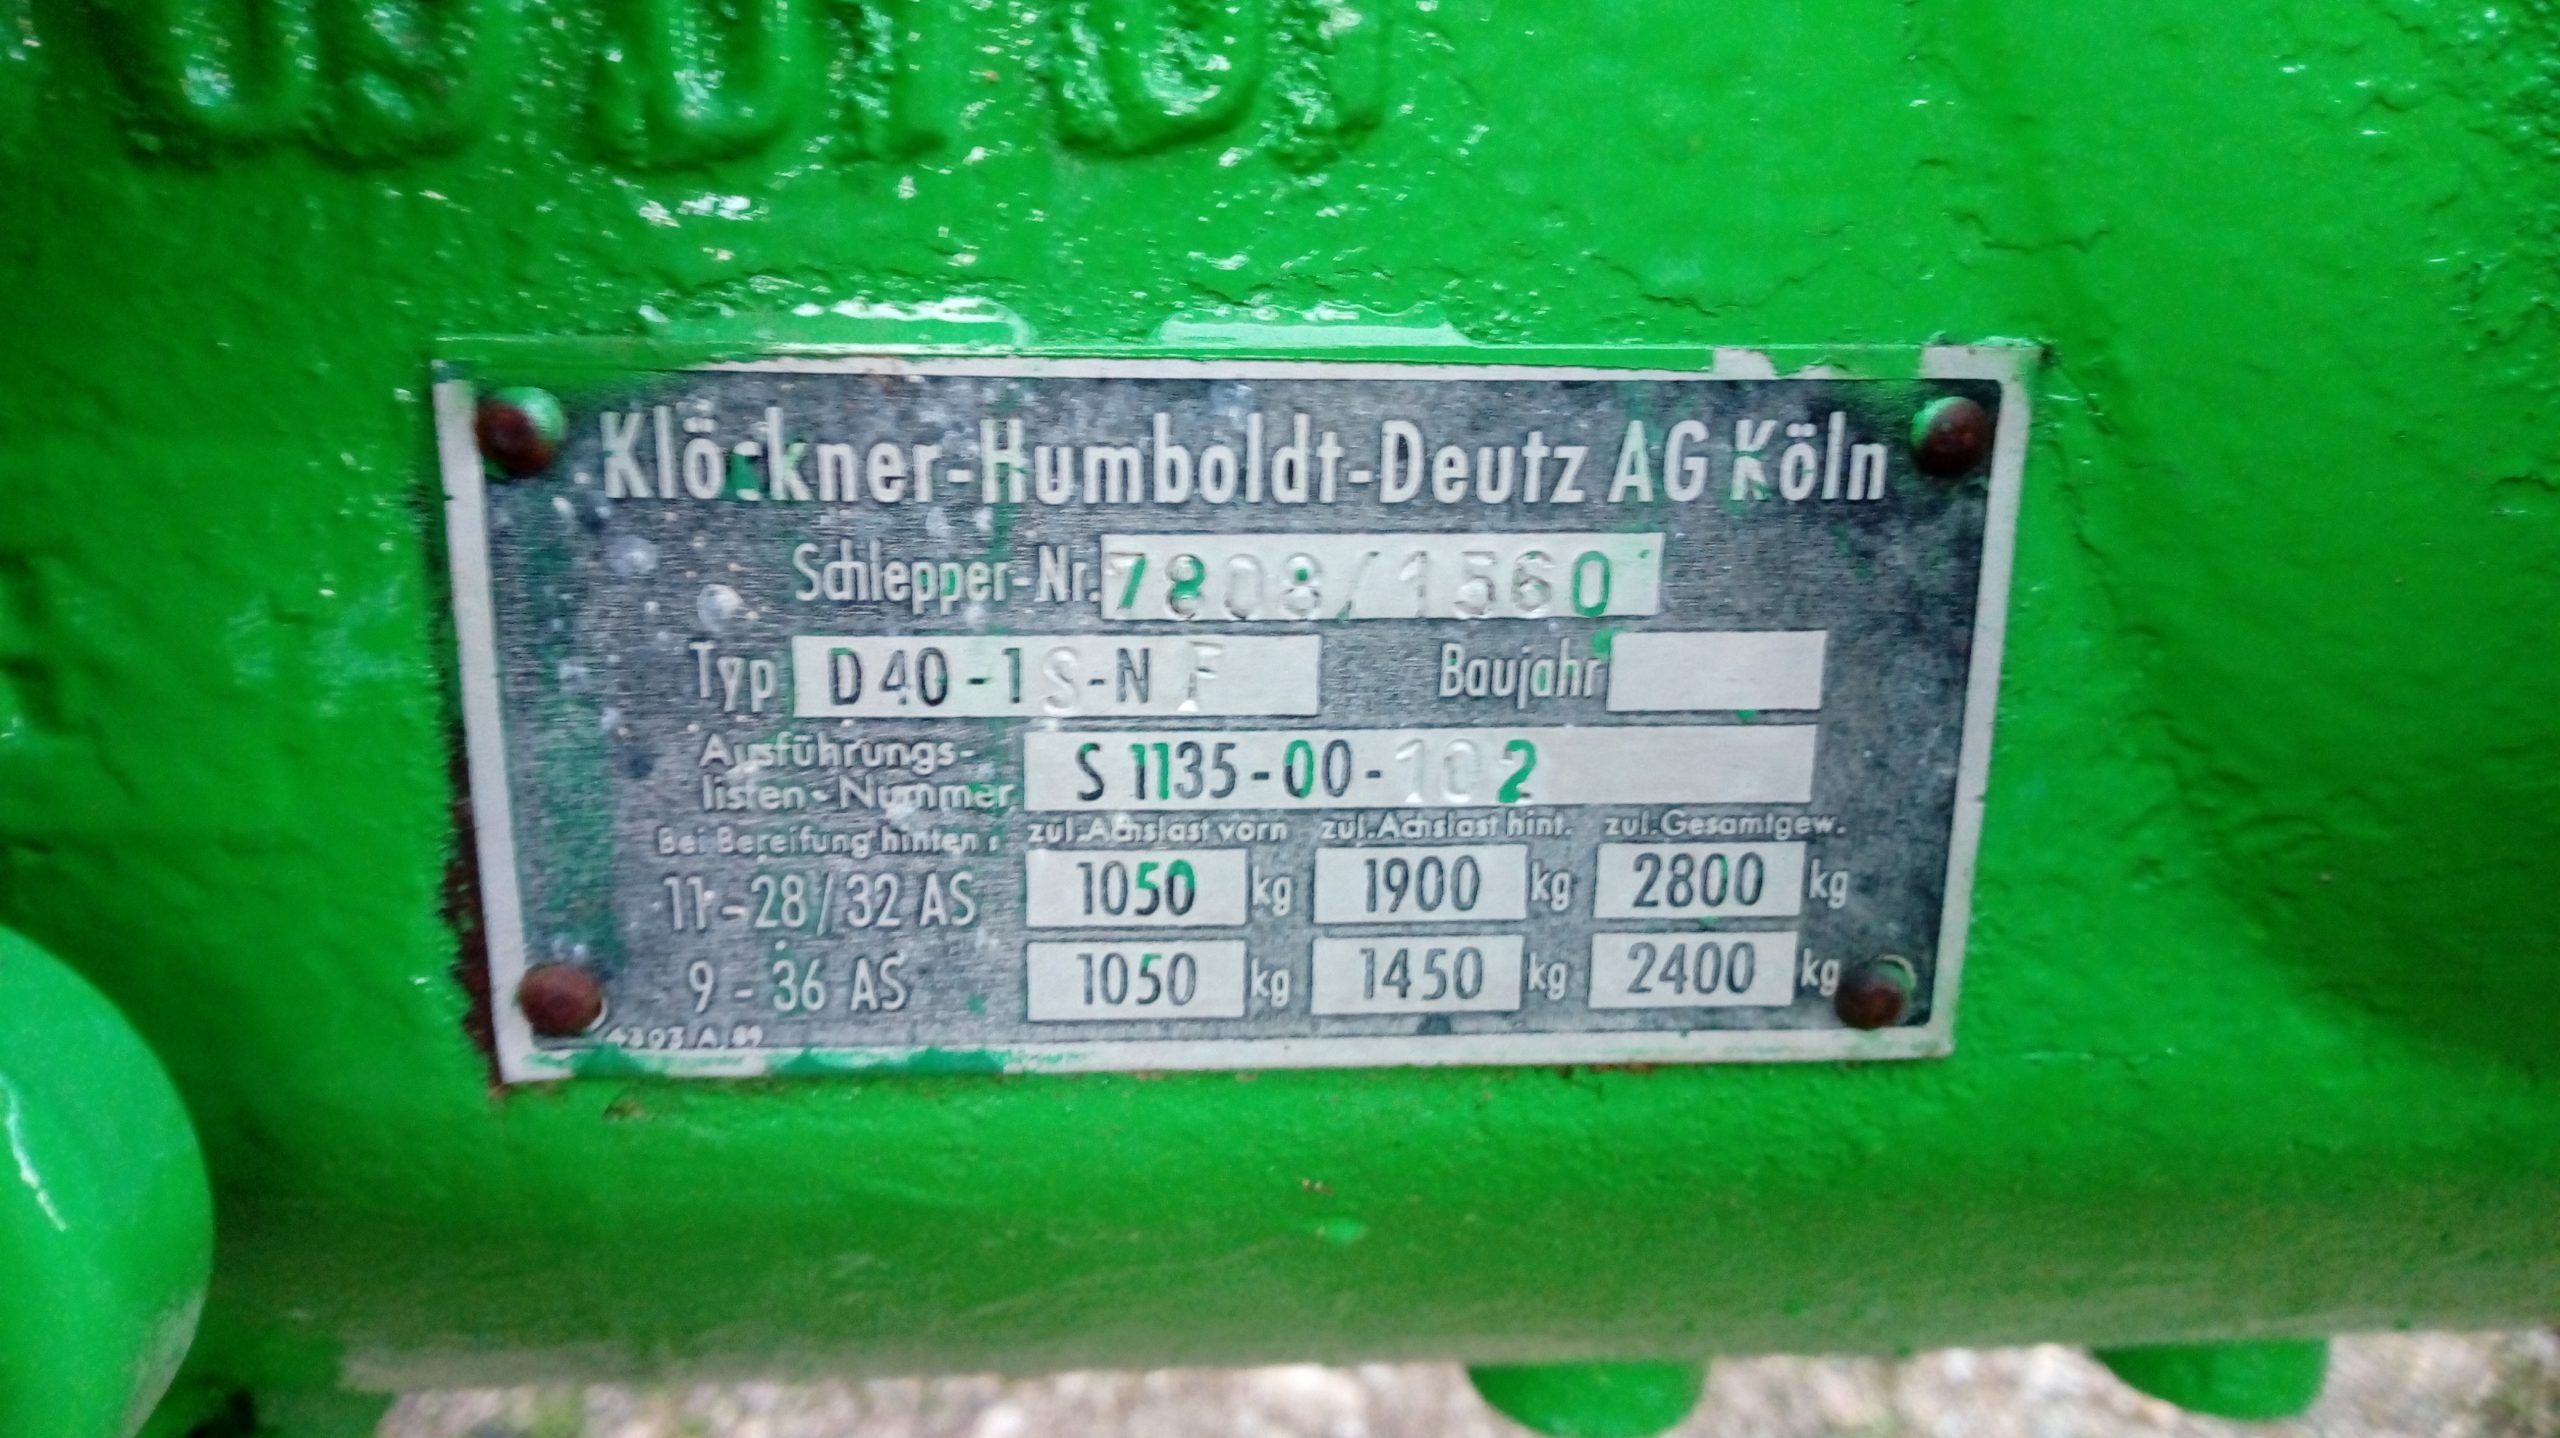 Klöckner-Humboldt-Deutz AG Köln
Schlepper-Nr. 7808/1560
Typ D40-1S-NF Baujahr
Ausführungs-
listen-Nummer S 1135-00-102
Bei Bereifung hinten: zul.Achslast vorn zul.Achslast hint. zul.Gesamtgew.
11-28/32 AS 1050 kg 1900 kg 2800 kg
9-36 AS 1050 kg 1450 kg 2400 kg